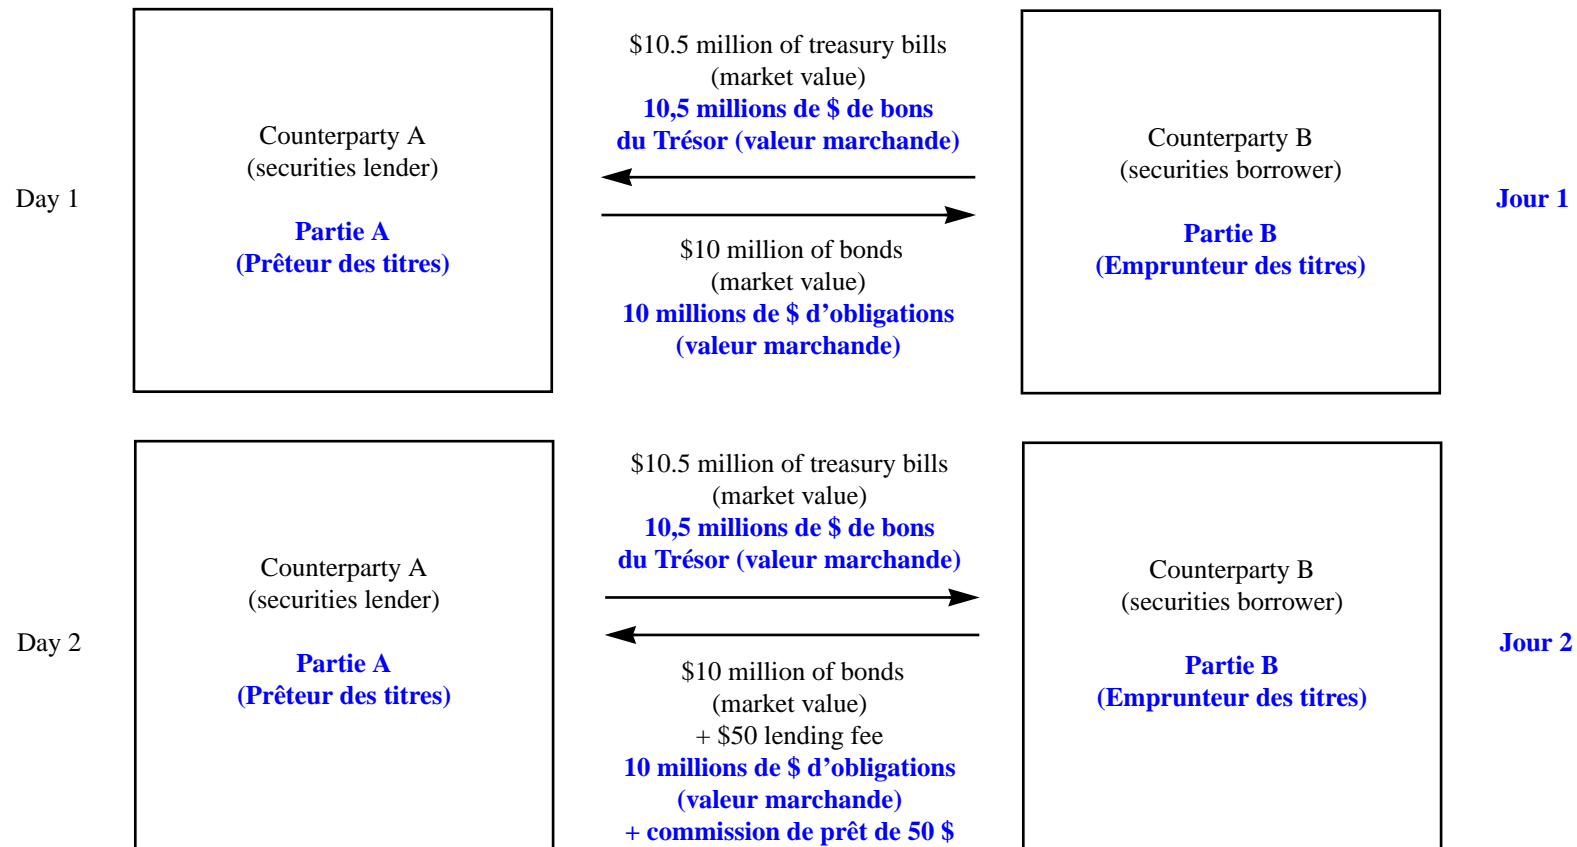 Day 1
Counterparty A
(securities lender)
Partie A
(Prêteur des titres)
$10.5 million of treasury bills
(market value)
10,5 millions de $ de bons
du Trésor (valeur marchande)
$10 million of bonds
(market value)
10 millions de $ d’obligations
(valeur marchande)
Counterparty B
(securities borrower)
Partie B
(Emprunteur des titres)
Jour 1
Day 2
Counterparty A
(securities lender)
Partie A
(Prêteur des titres)
$10.5 million of treasury bills
(market value)
10,5 millions de $ de bons
du Trésor (valeur marchande)
$10 million of bonds
(market value)
+ $50 lending fee
10 millions de $ d’obligations
(valeur marchande)
+ commission de prêt de 50 $
Counterparty B
(securities borrower)
Partie B
(Emprunteur des titres)
Jour 2